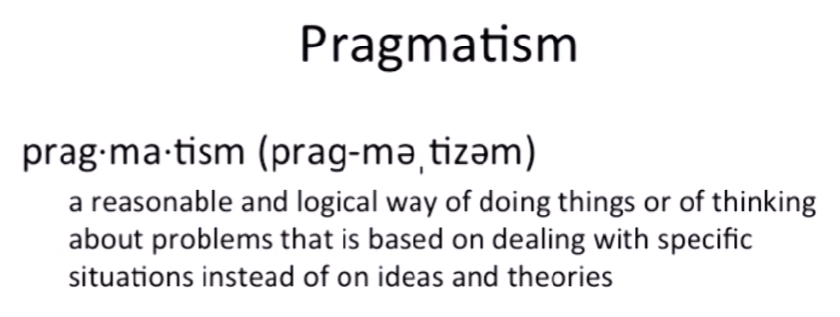 Pragmatism
prag·ma·tism (prag-məˌtizəm)
a reasonable and logical way of doing things or of thinking
about problems that is based on dealing with specific
situations instead of on ideas and theories